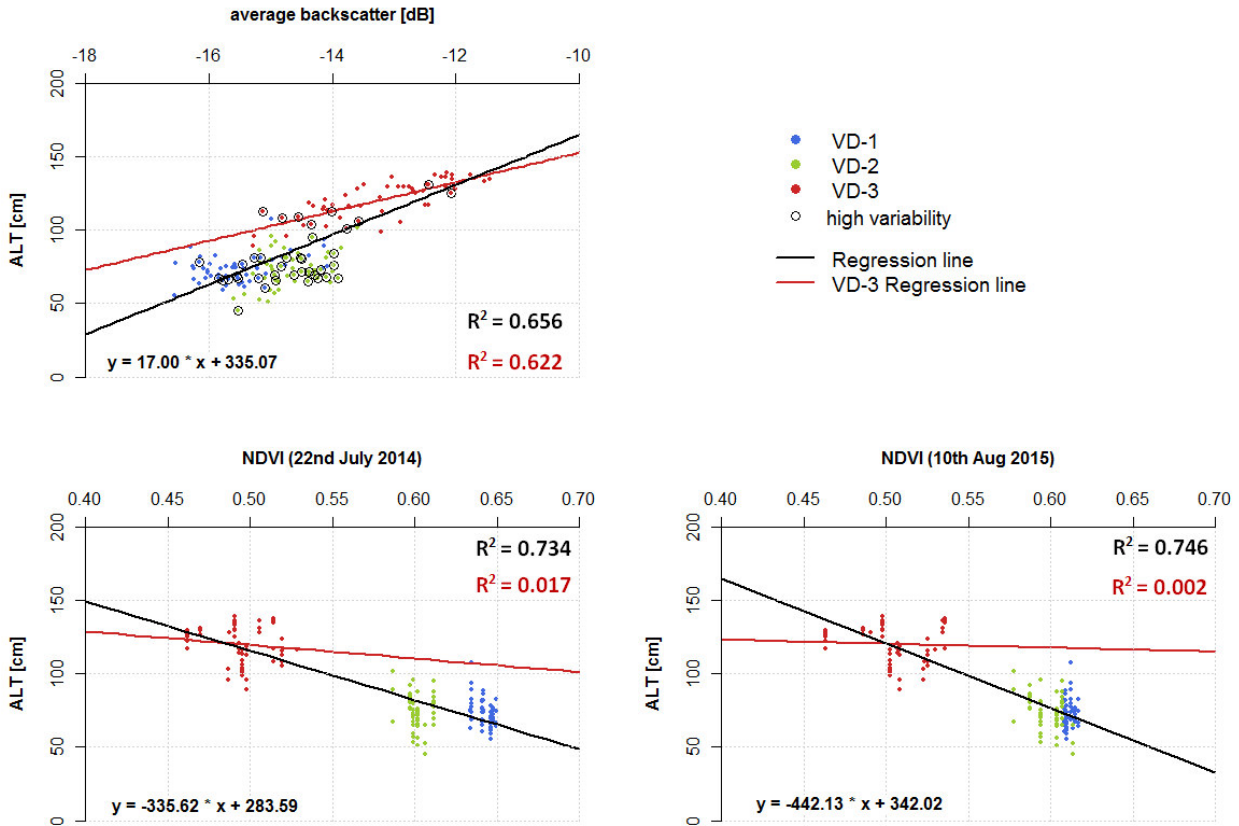 average backscatter [dB]
-18 -16 -14 -12 -10
ALT [cm]
200
150
100
50
0
R² = 0.656
R² = 0.622
y = 17.00 * x + 335.07
VD-1
VD-2
VD-3
high variability
Regression line
VD-3 Regression line
NDVI (22nd July 2014)
0.40 0.45 0.50 0.55 0.60 0.65 0.70
ALT [cm]
200
150
100
50
0
R² = 0.734
R² = 0.017
y = -335.62 * x + 283.59
NDVI (10th Aug 2015)
0.40 0.45 0.50 0.55 0.60 0.65 0.70
ALT [cm]
200
150
100
50
0
R² = 0.746
R² = 0.002
y = -442.13 * x + 342.02